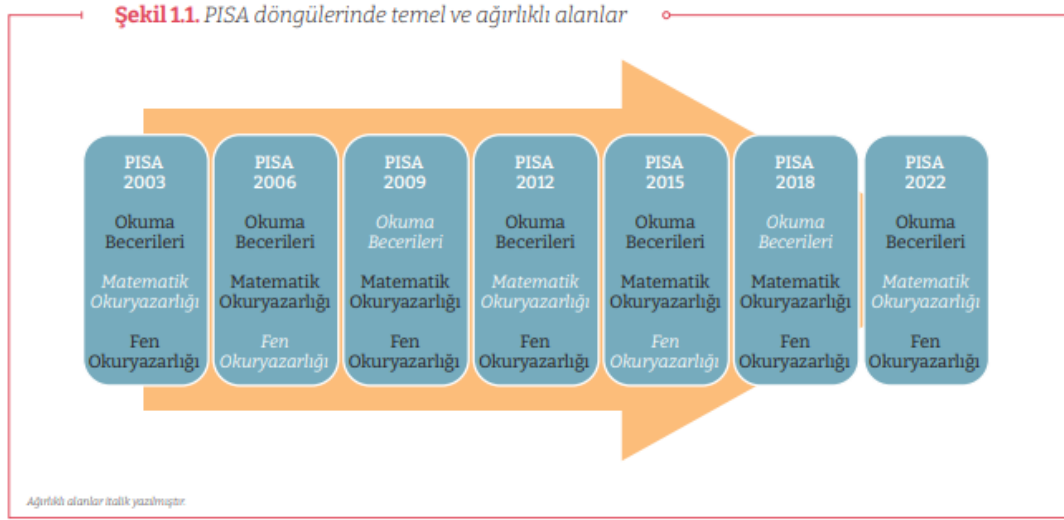 Şekil 1.1. PISA döngülerinde temel ve ağırlıklı alanlar
PISA
2003
Okuma
Becerileri
Matematik
Okuryazarlığı
Fen
Okuryazarlığı
PISA
2006
Okuma
Becerileri
Matematik
Okuryazarlığı
Fen
Okuryazarlığı
PISA
2009
Okuma
Becerileri
Matematik
Okuryazarlığı
Fen
Okuryazarlığı
PISA
2012
Okuma
Becerileri
Matematik
Okuryazarlığı
Fen
Okuryazarlığı
PISA
2015
Okuma
Becerileri
Matematik
Okuryazarlığı
Fen
Okuryazarlığı
PISA
2018
Okuma
Becerileri
Matematik
Okuryazarlığı
Fen
Okuryazarlığı
PISA
2022
Okuma
Becerileri
Matematik
Okuryazarlığı
Fen
Okuryazarlığı
Ağırlıklı alanlar italik yazılmıştır.